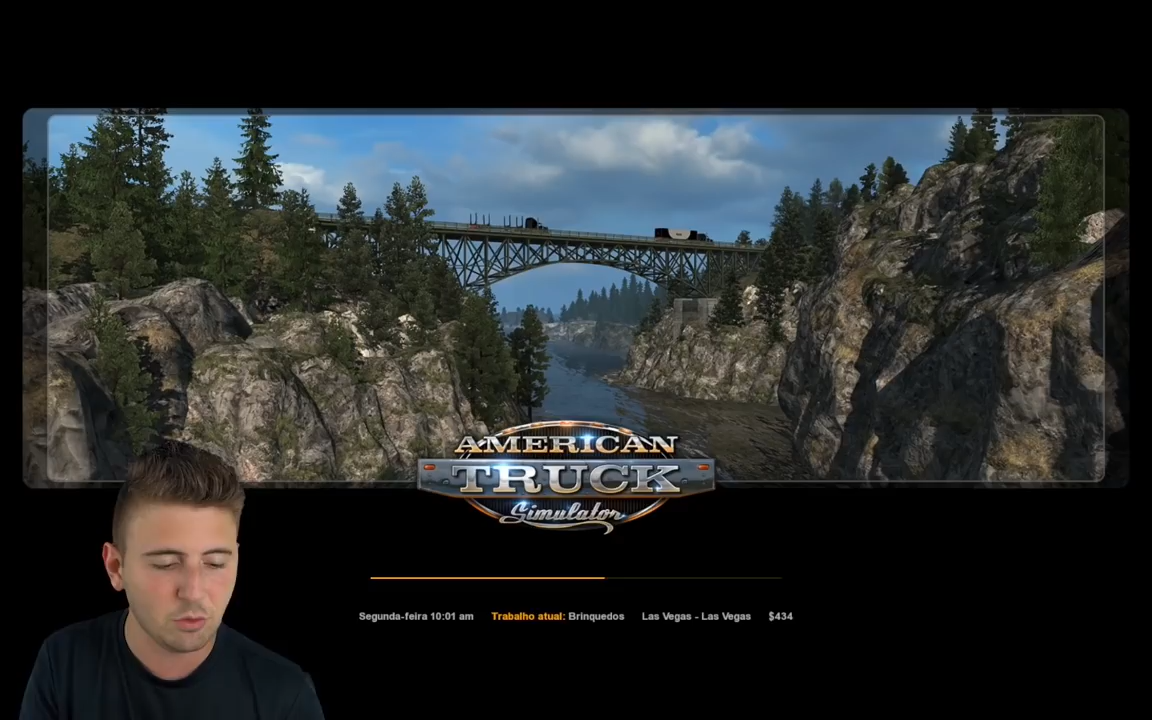 AMERICAN
TRUCK
Simulator
Segunda-feira 10:01 am Trabalho atual: Brinquedos Las Vegas - Las Vegas $434